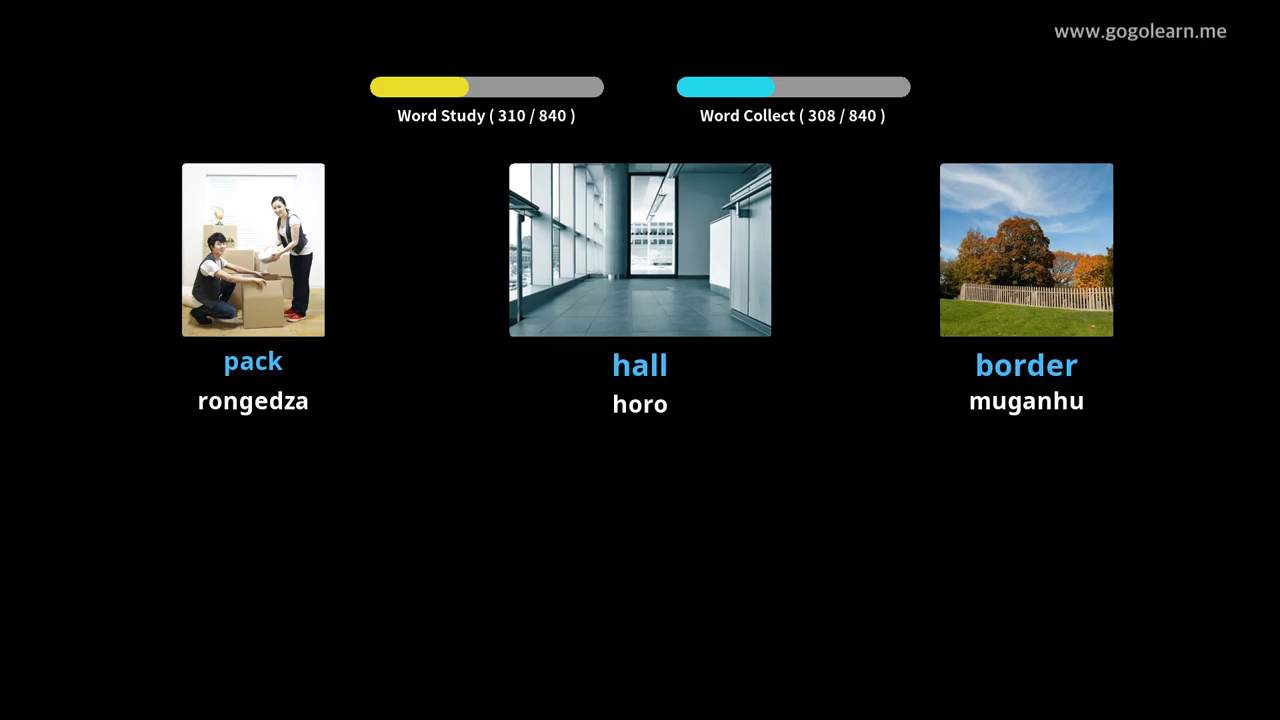 www.gogolearn.me
Word Study ( 310 / 840 )
Word Collect ( 308 / 840 )
pack
rongedza
hall
horo
border
muganhu